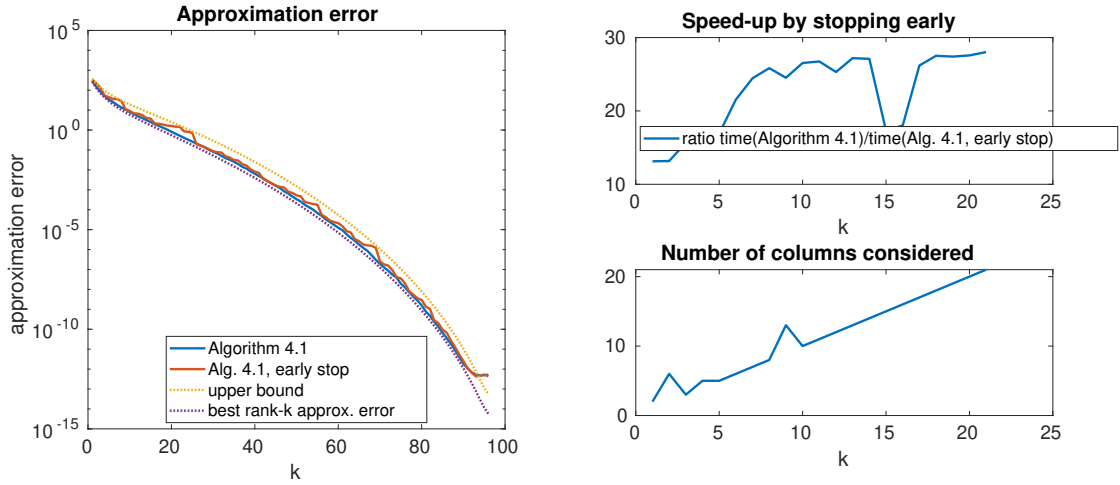 Approximation error
approximation error
10^5
10^0
10^-5
10^-10
10^-15
0 20 40 60 80 100
k
Algorithm 4.1
Alg. 4.1, early stop
upper bound
best rank-k approx. error
Speed-up by stopping early
30
20
10
ratio time(Algorithm 4.1)/time(Alg. 4.1, early stop)
0 5 10 15 20 25
k
Number of columns considered
20
10
0
0 5 10 15 20 25
k